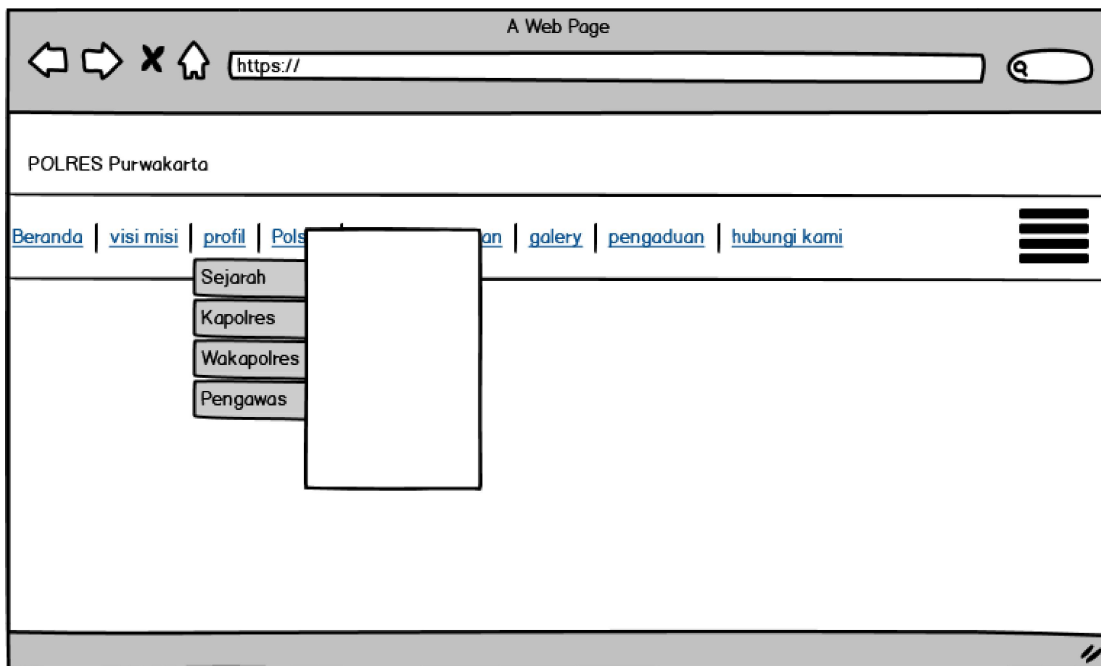 A Web Page
https://
POLRES Purwakarta
Beranda | visi misi | profil | galery | pengaduan | hubungi kami
Sejarah
Kapolres
Wakapolres
Pengawas